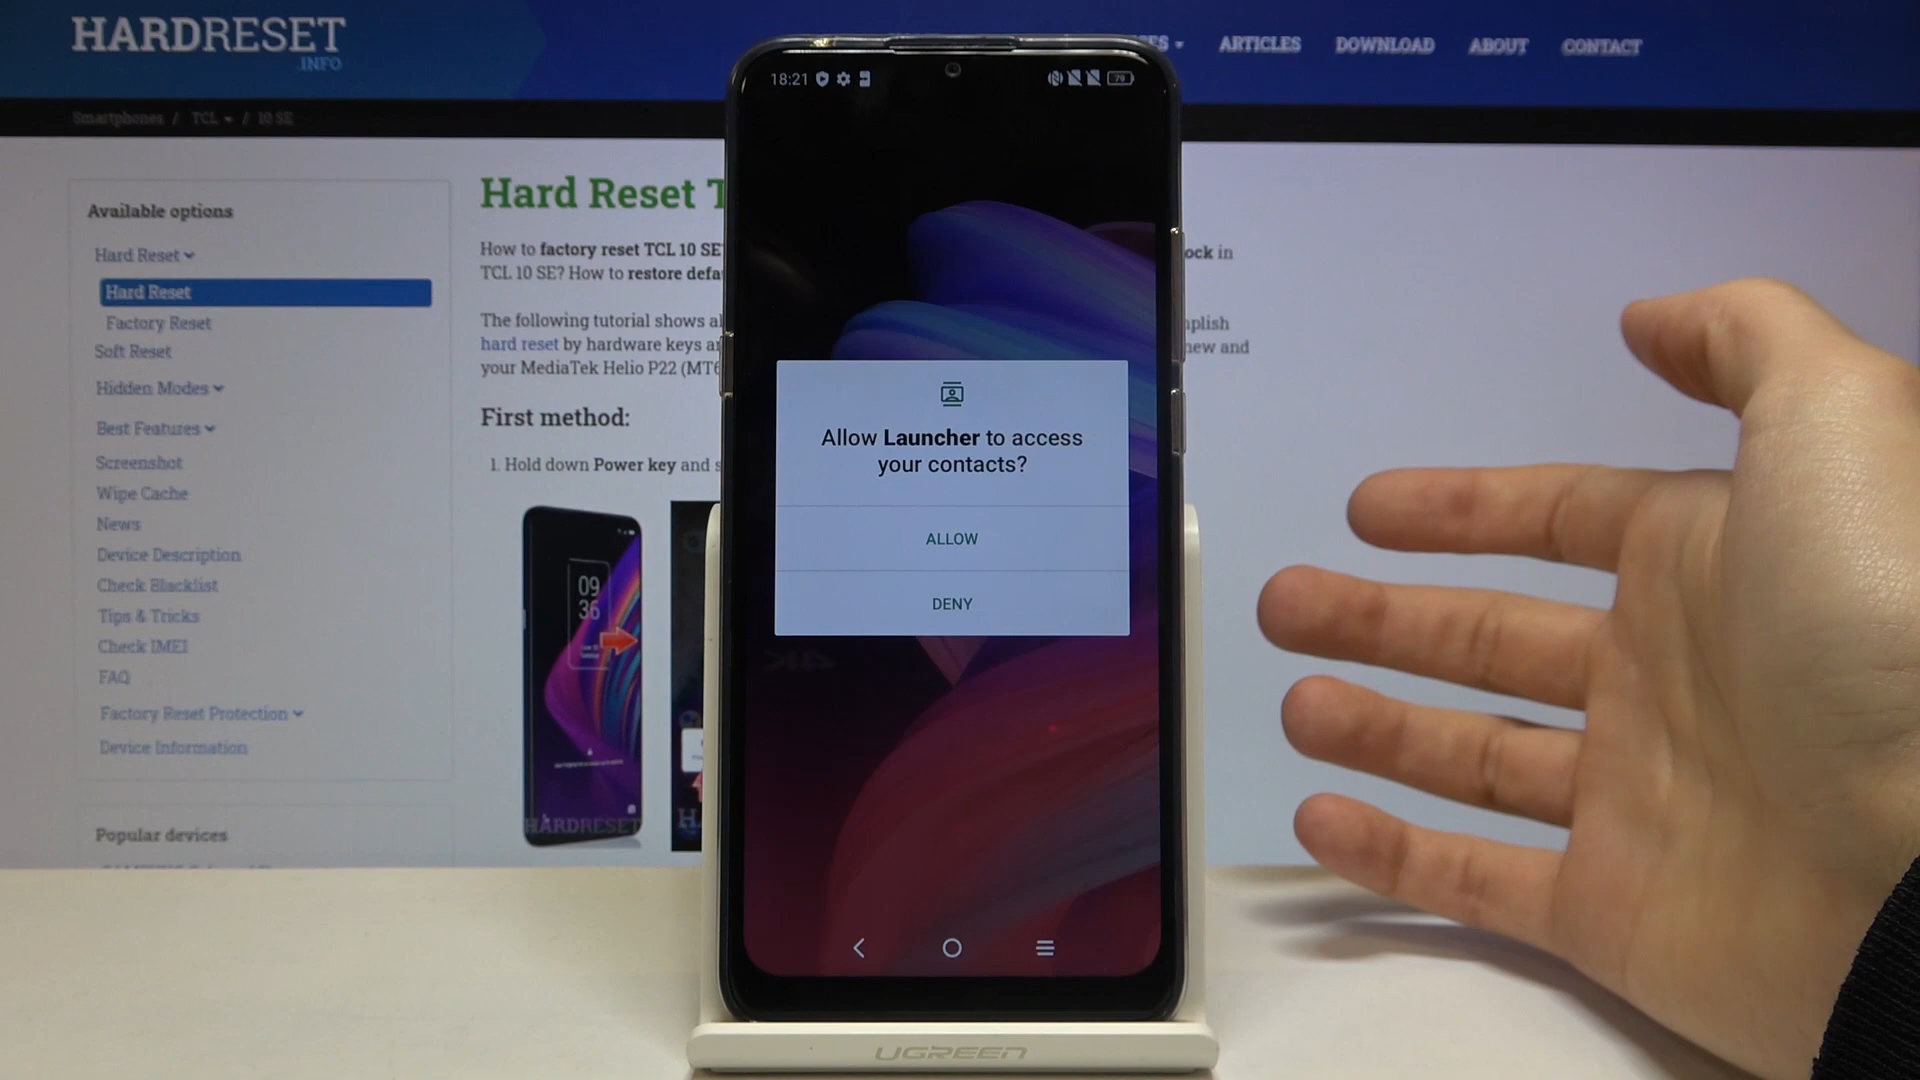 HARDRESET
.INFO
ARTICLES
DOWNLOAD
ABOUT
CONTACT
Smartphones / TCL / 10 SE
Available options
Hard Reset
Hard Reset
Factory Reset
Soft Reset
Hidden Modes
Best Features
Screenshot
Wipe Cache
News
Device Description
Check Blacklist
Tips & Tricks
Check IMEI
FAQ
Factory Reset Protection
Device Information
Popular devices
Hard Reset T
How to factory reset TCL 10 SE
ock in
TCL 10 SE? How to restore defa
The following tutorial shows al
plish
hard reset by hardware keys a
new and
your MediaTek Helio P22 (MT6
First method:
1. Hold down Power key and s
09
36
HARDRESET
18:21
79
Allow Launcher to access
your contacts?
ALLOW
DENY
UGREEN